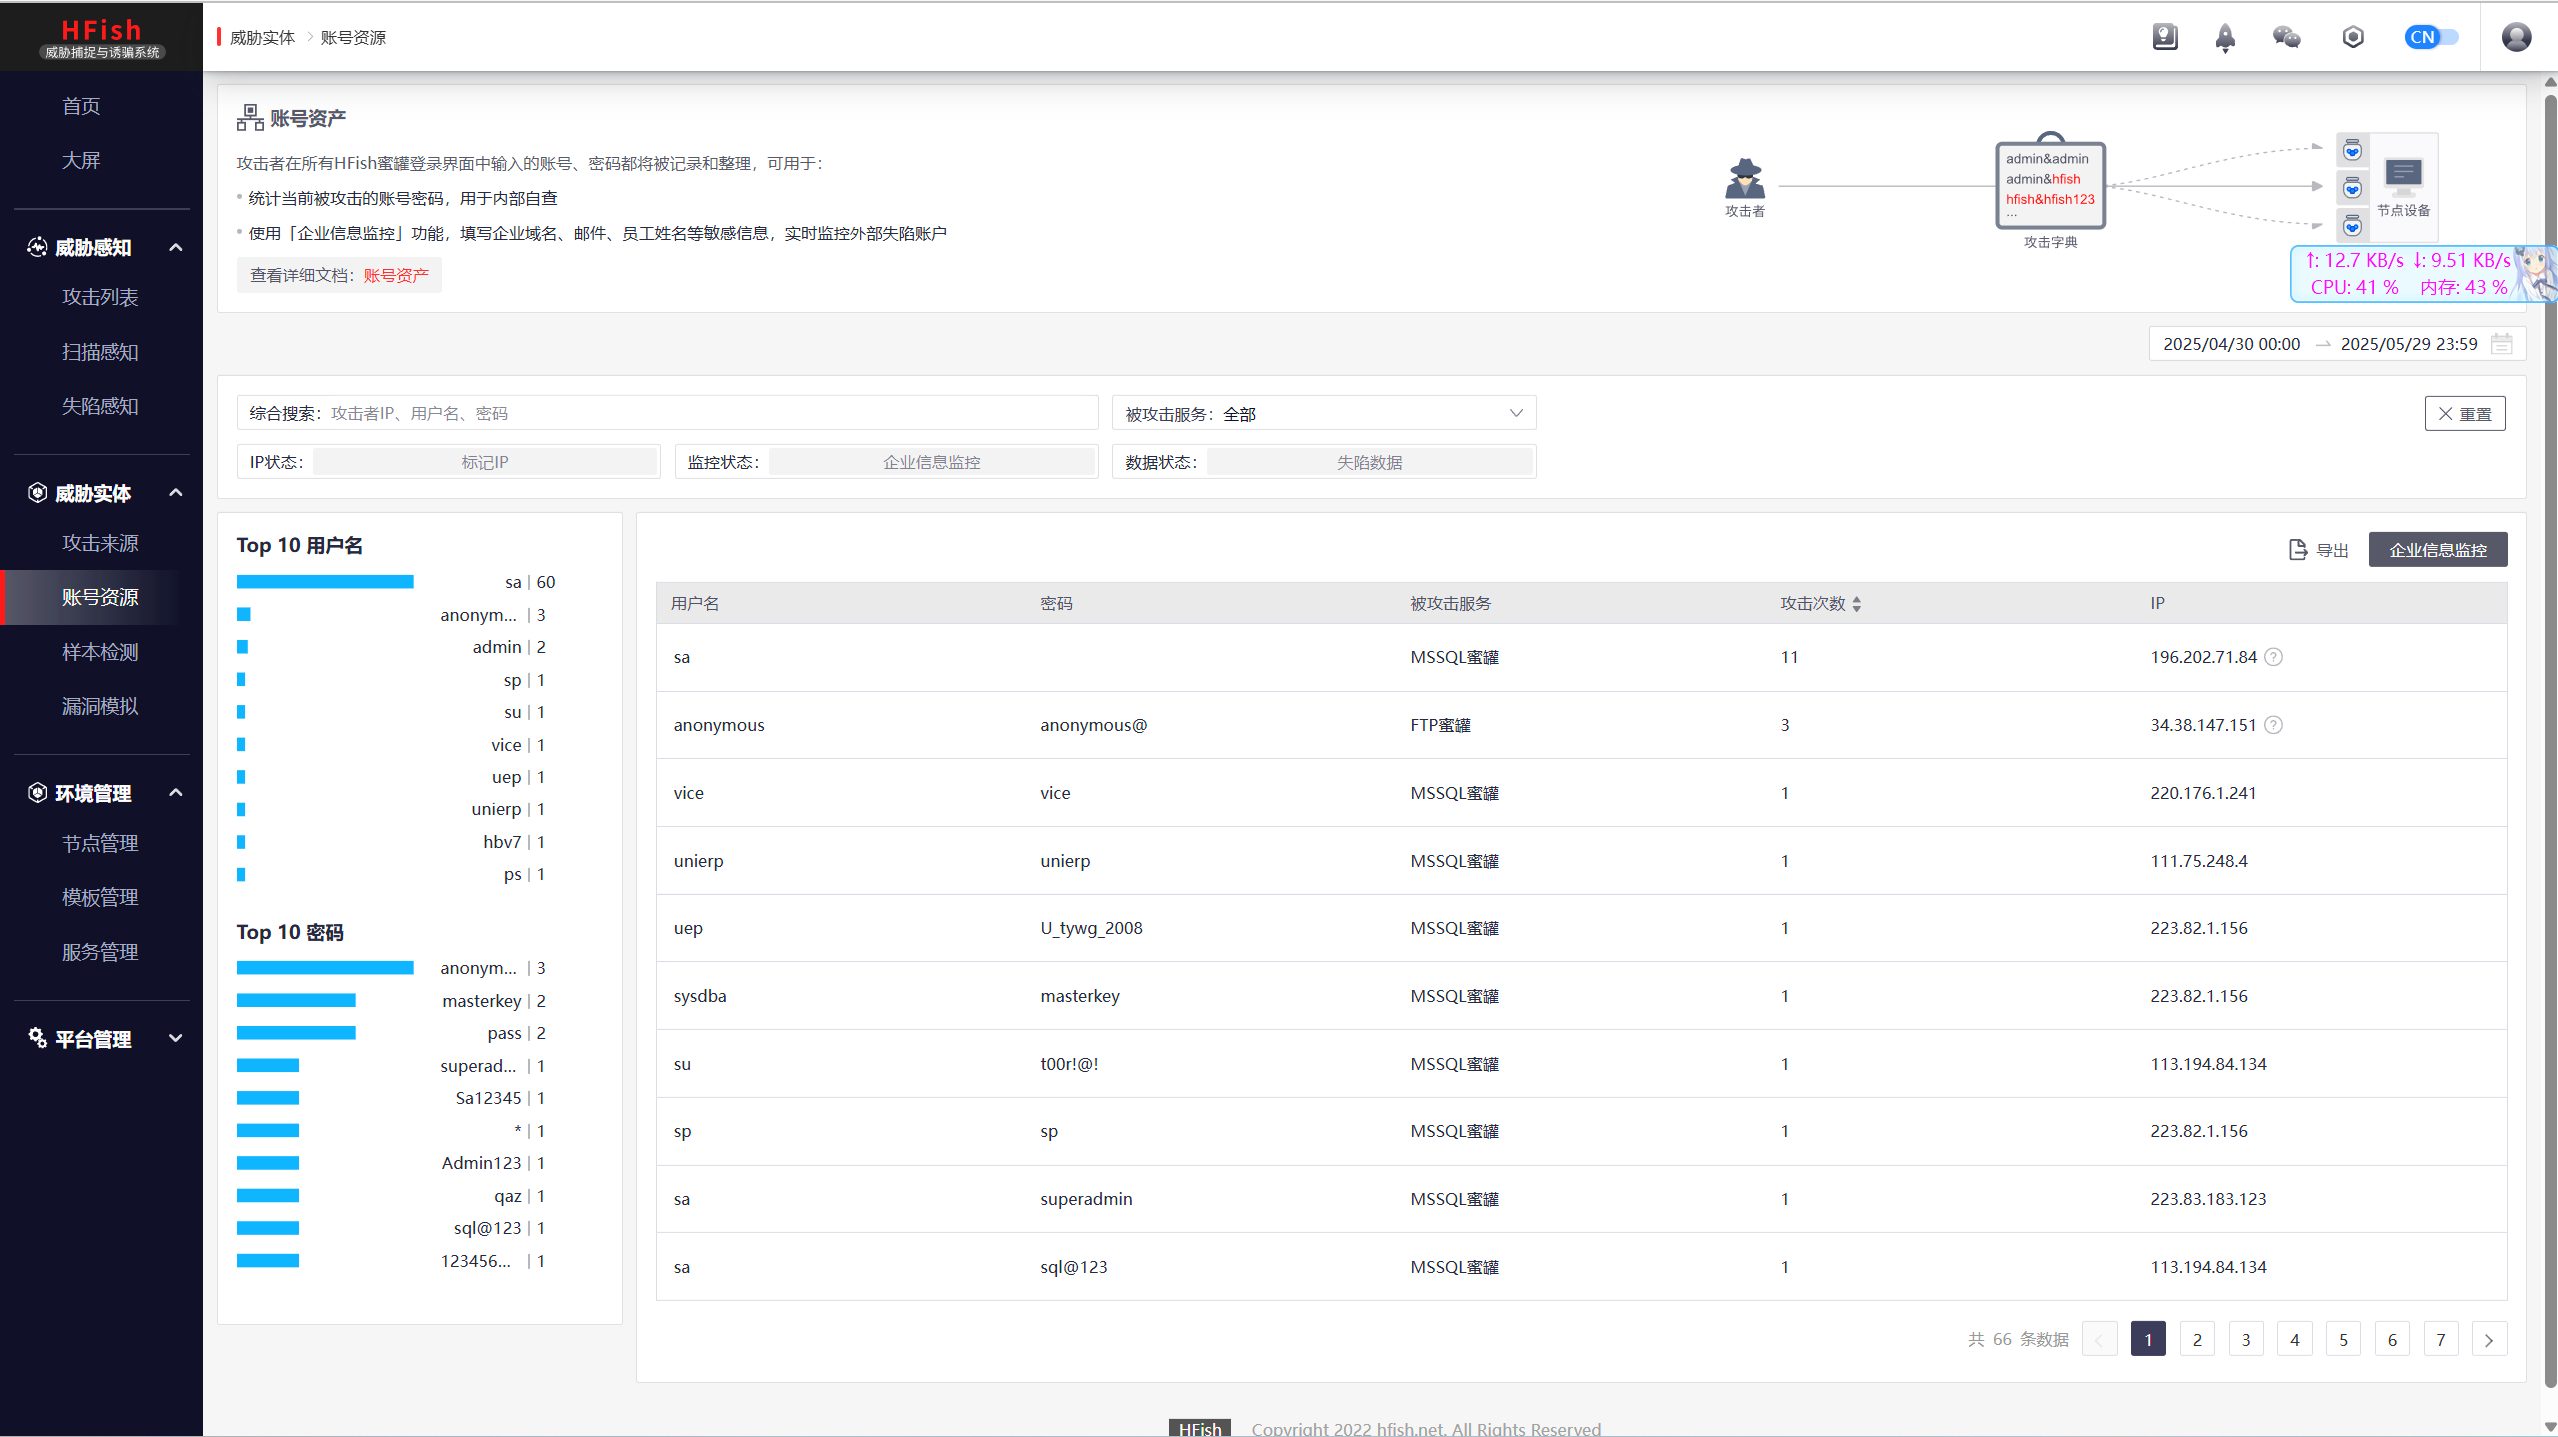 HFish
威胁捕捉与诱骗系统
威胁实体 > 账号资源
CN
首页
大屏
威胁感知
攻击列表
扫描感知
失陷感知
威胁实体
攻击来源
账号资源
样本检测
漏洞模拟
环境管理
节点管理
模板管理
服务管理
平台管理
账号资产
攻击者在所有HFish蜜罐登录界面中输入的账号、密码都将被记录和整理，可用于：
统计当前被攻击的账号密码，用于内部自查
使用「企业信息监控」功能，填写企业域名、邮件、员工姓名等敏感信息，实时监控外部失陷账户
查看详细文档：账号资产
攻击者
admin&admin
admin&hfish
hfish&hfish123
...
攻击字典
节点设备
↑: 12.7 KB/s ↓: 9.51 KB/s
CPU: 41 % 内存: 43 %
2025/04/30 00:00 → 2025/05/29 23:59
综合搜索：攻击者IP、用户名、密码
被攻击服务：全部
重置
IP状态：标记IP
监控状态：企业信息监控
数据状态：失陷数据
Top 10 用户名
sa | 60
anonym... | 3
admin | 2
sp | 1
su | 1
vice | 1
uep | 1
unierp | 1
hbv7 | 1
ps | 1
Top 10 密码
anonym... | 3
masterkey | 2
pass | 2
superad... | 1
Sa12345 | 1
* | 1
Admin123 | 1
qaz | 1
sql@123 | 1
123456... | 1
导出 企业信息监控
用户名 密码 被攻击服务 攻击次数 IP
sa MSSQL蜜罐 11 196.202.71.84
anonymous anonymous@ FTP蜜罐 3 34.38.147.151
vice vice MSSQL蜜罐 1 220.176.1.241
unierp unierp MSSQL蜜罐 1 111.75.248.4
uep U_tywg_2008 MSSQL蜜罐 1 223.82.1.156
sysdba masterkey MSSQL蜜罐 1 223.82.1.156
su t00r!@! MSSQL蜜罐 1 113.194.84.134
sp sp MSSQL蜜罐 1 223.82.1.156
sa superadmin MSSQL蜜罐 1 223.83.183.123
sa sql@123 MSSQL蜜罐 1 113.194.84.134
共 66 条数据 1 2 3 4 5 6 7
HFish Copyright 2022 hfish.net. All Rights Reserved